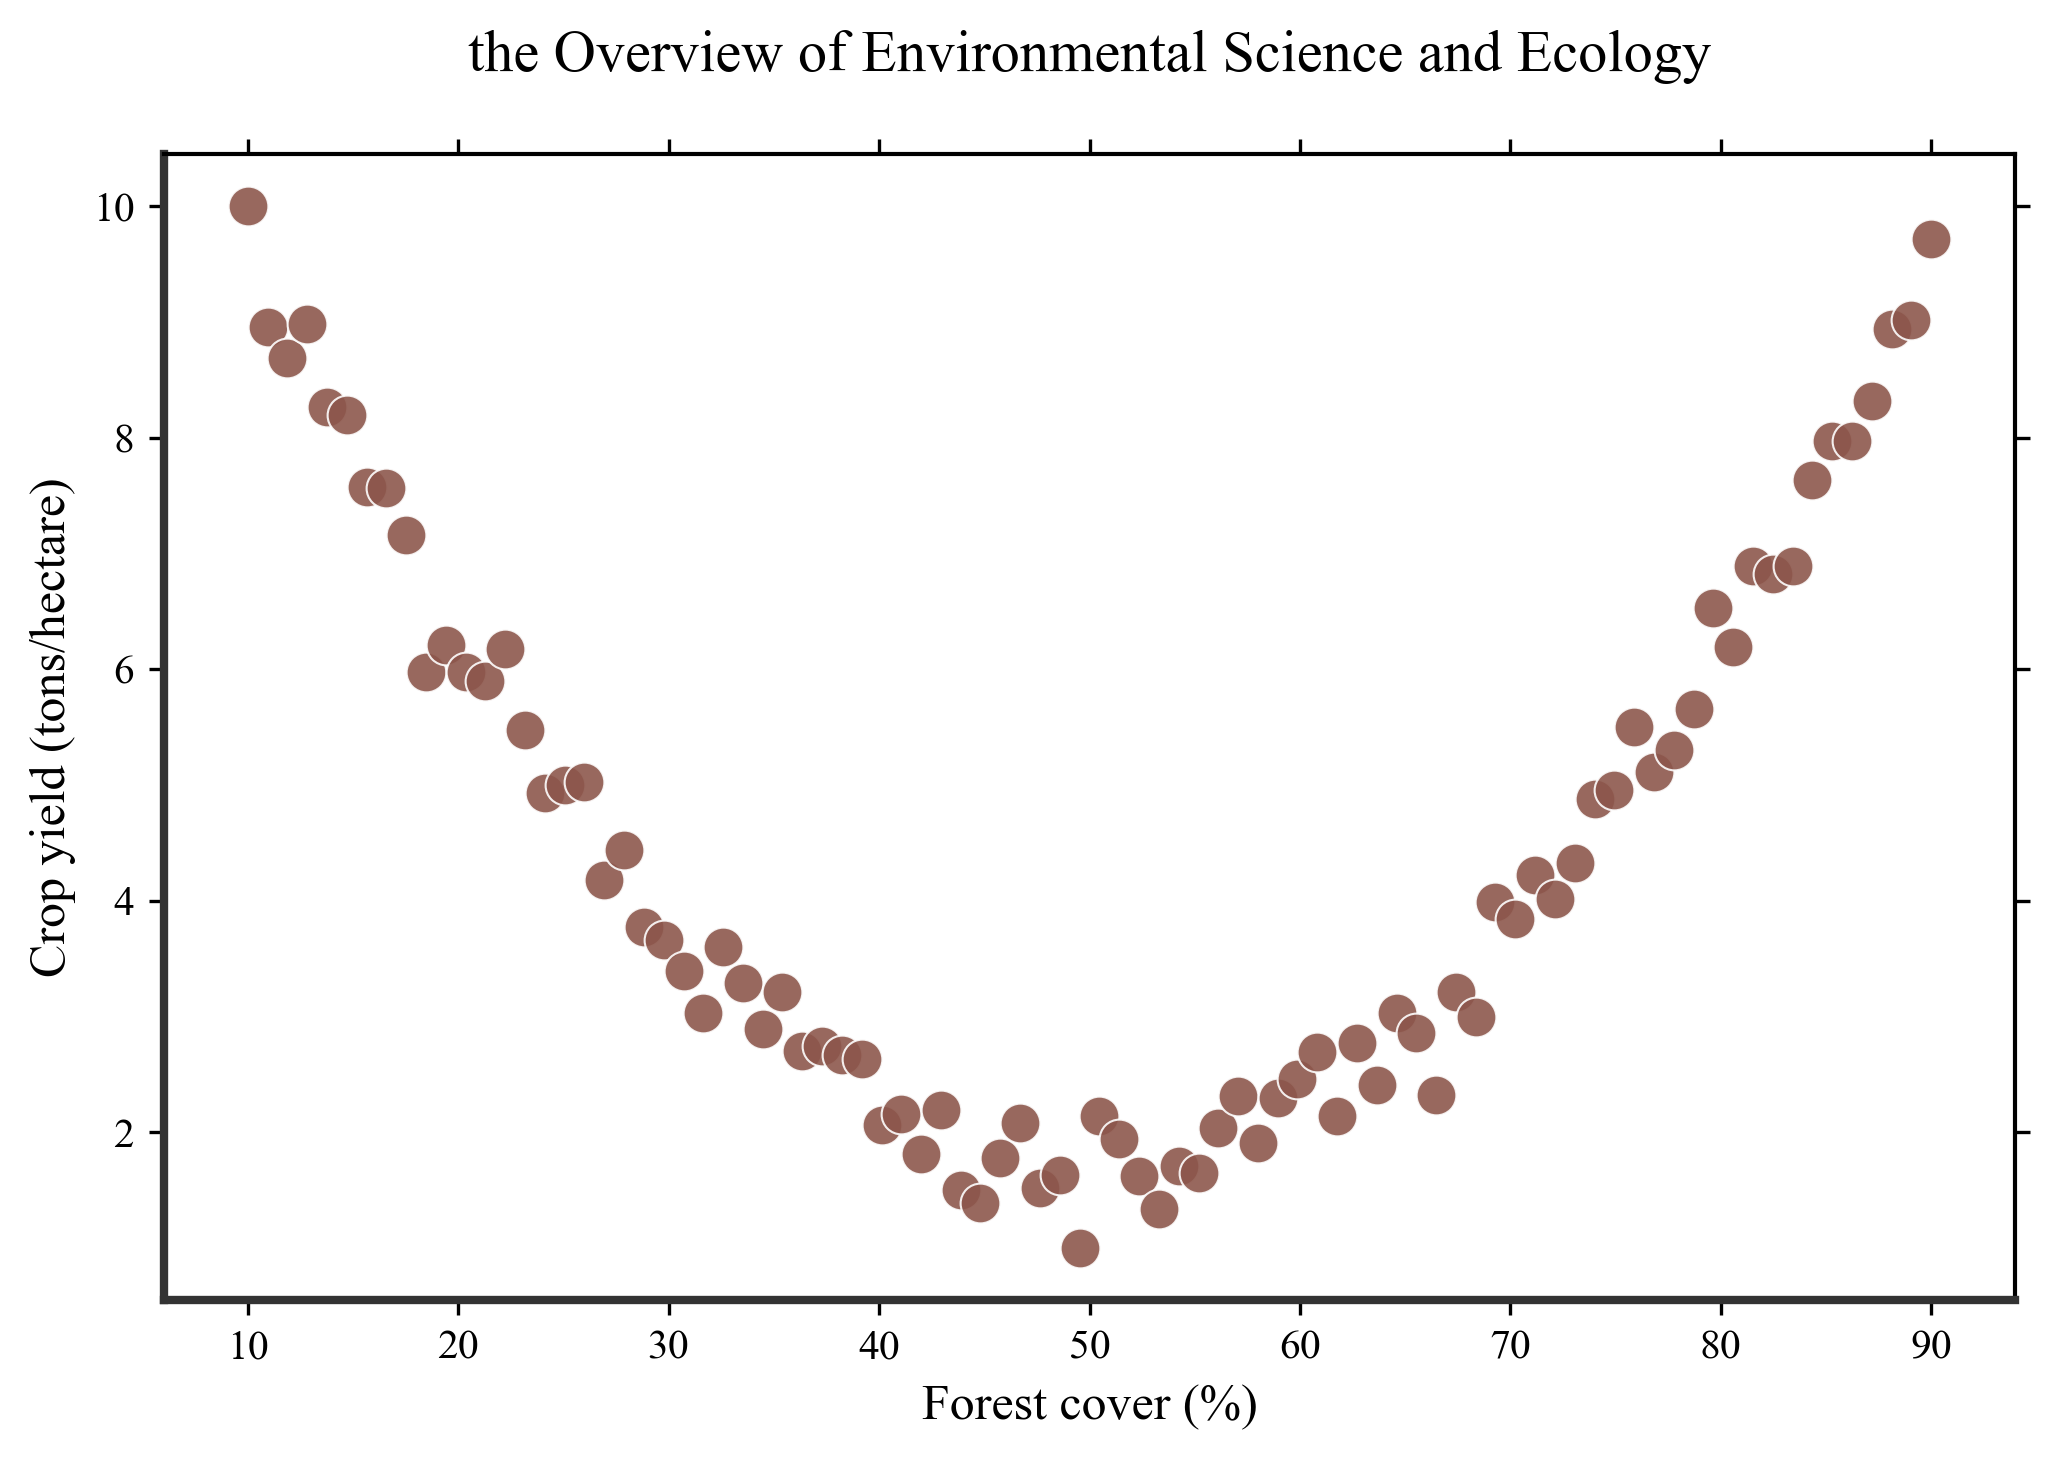 the Overview of Environmental Science and Ecology
Crop yield (tons/hectare)
10
8
6
4
2
10 20 30 40 50 60 70 80 90
Forest cover (%)